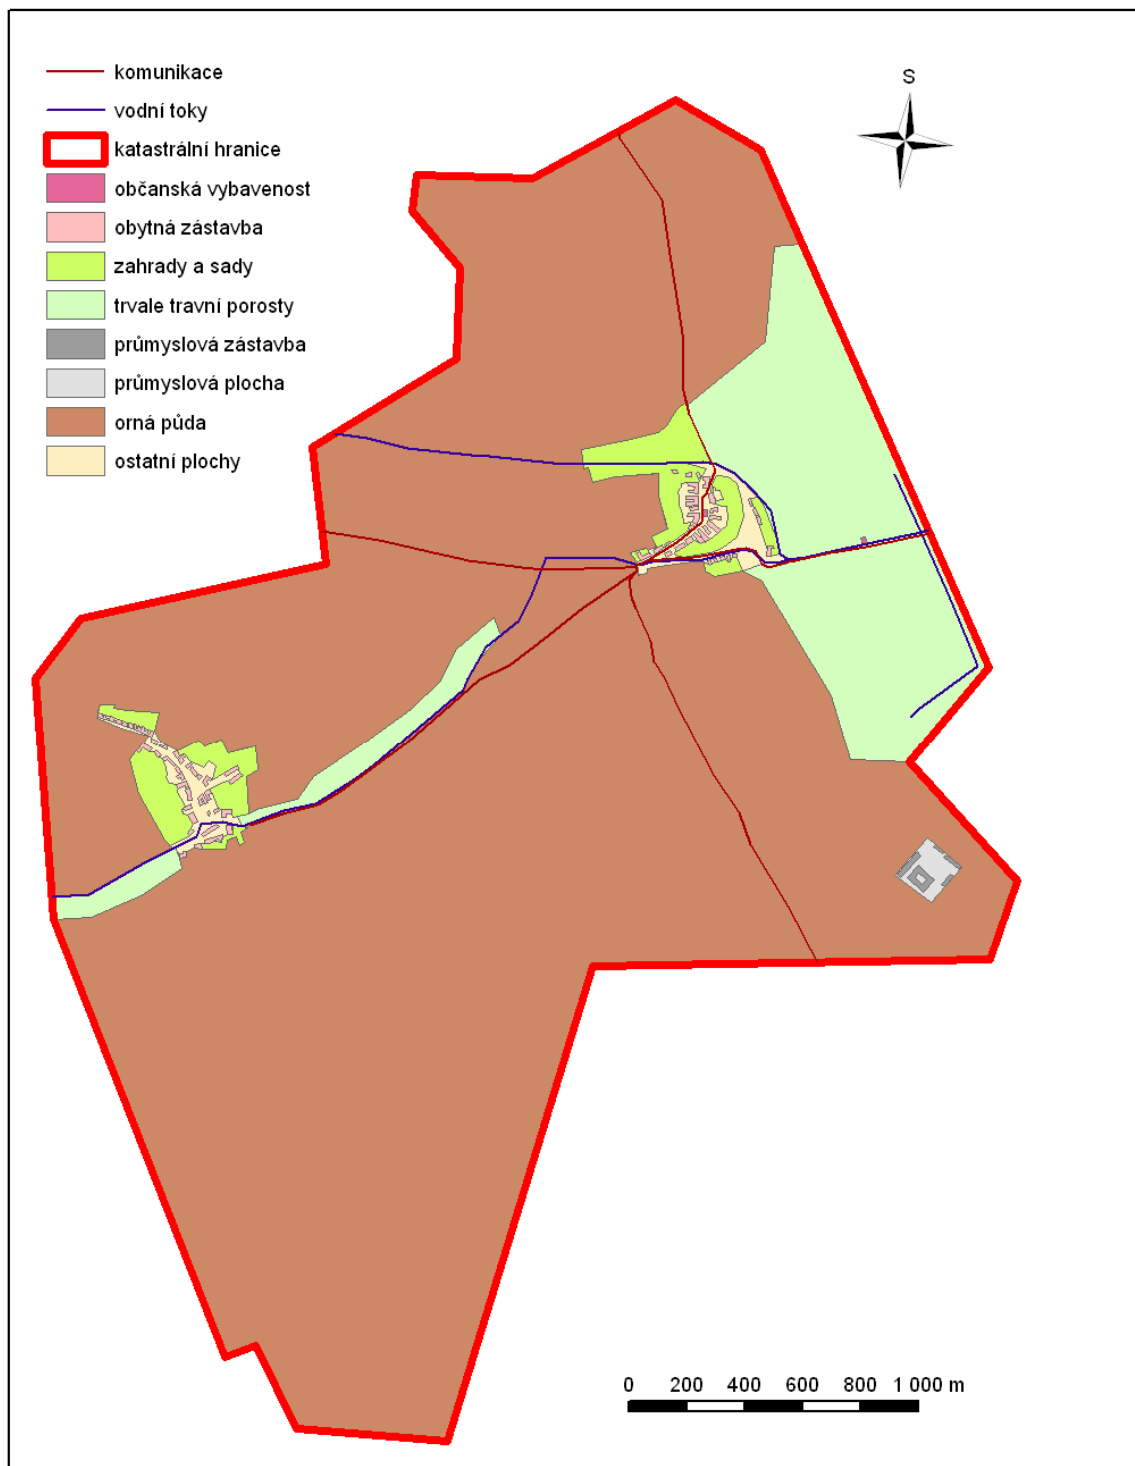 komunikace
vodní toky
katastrální hranice
občanská vybavenost
obytná zástavba
zahrady a sady
trvale travní porosty
průmyslová zástavba
průmyslová plocha
orná půda
ostatní plochy
S
0 200 400 600 800 1 000 m